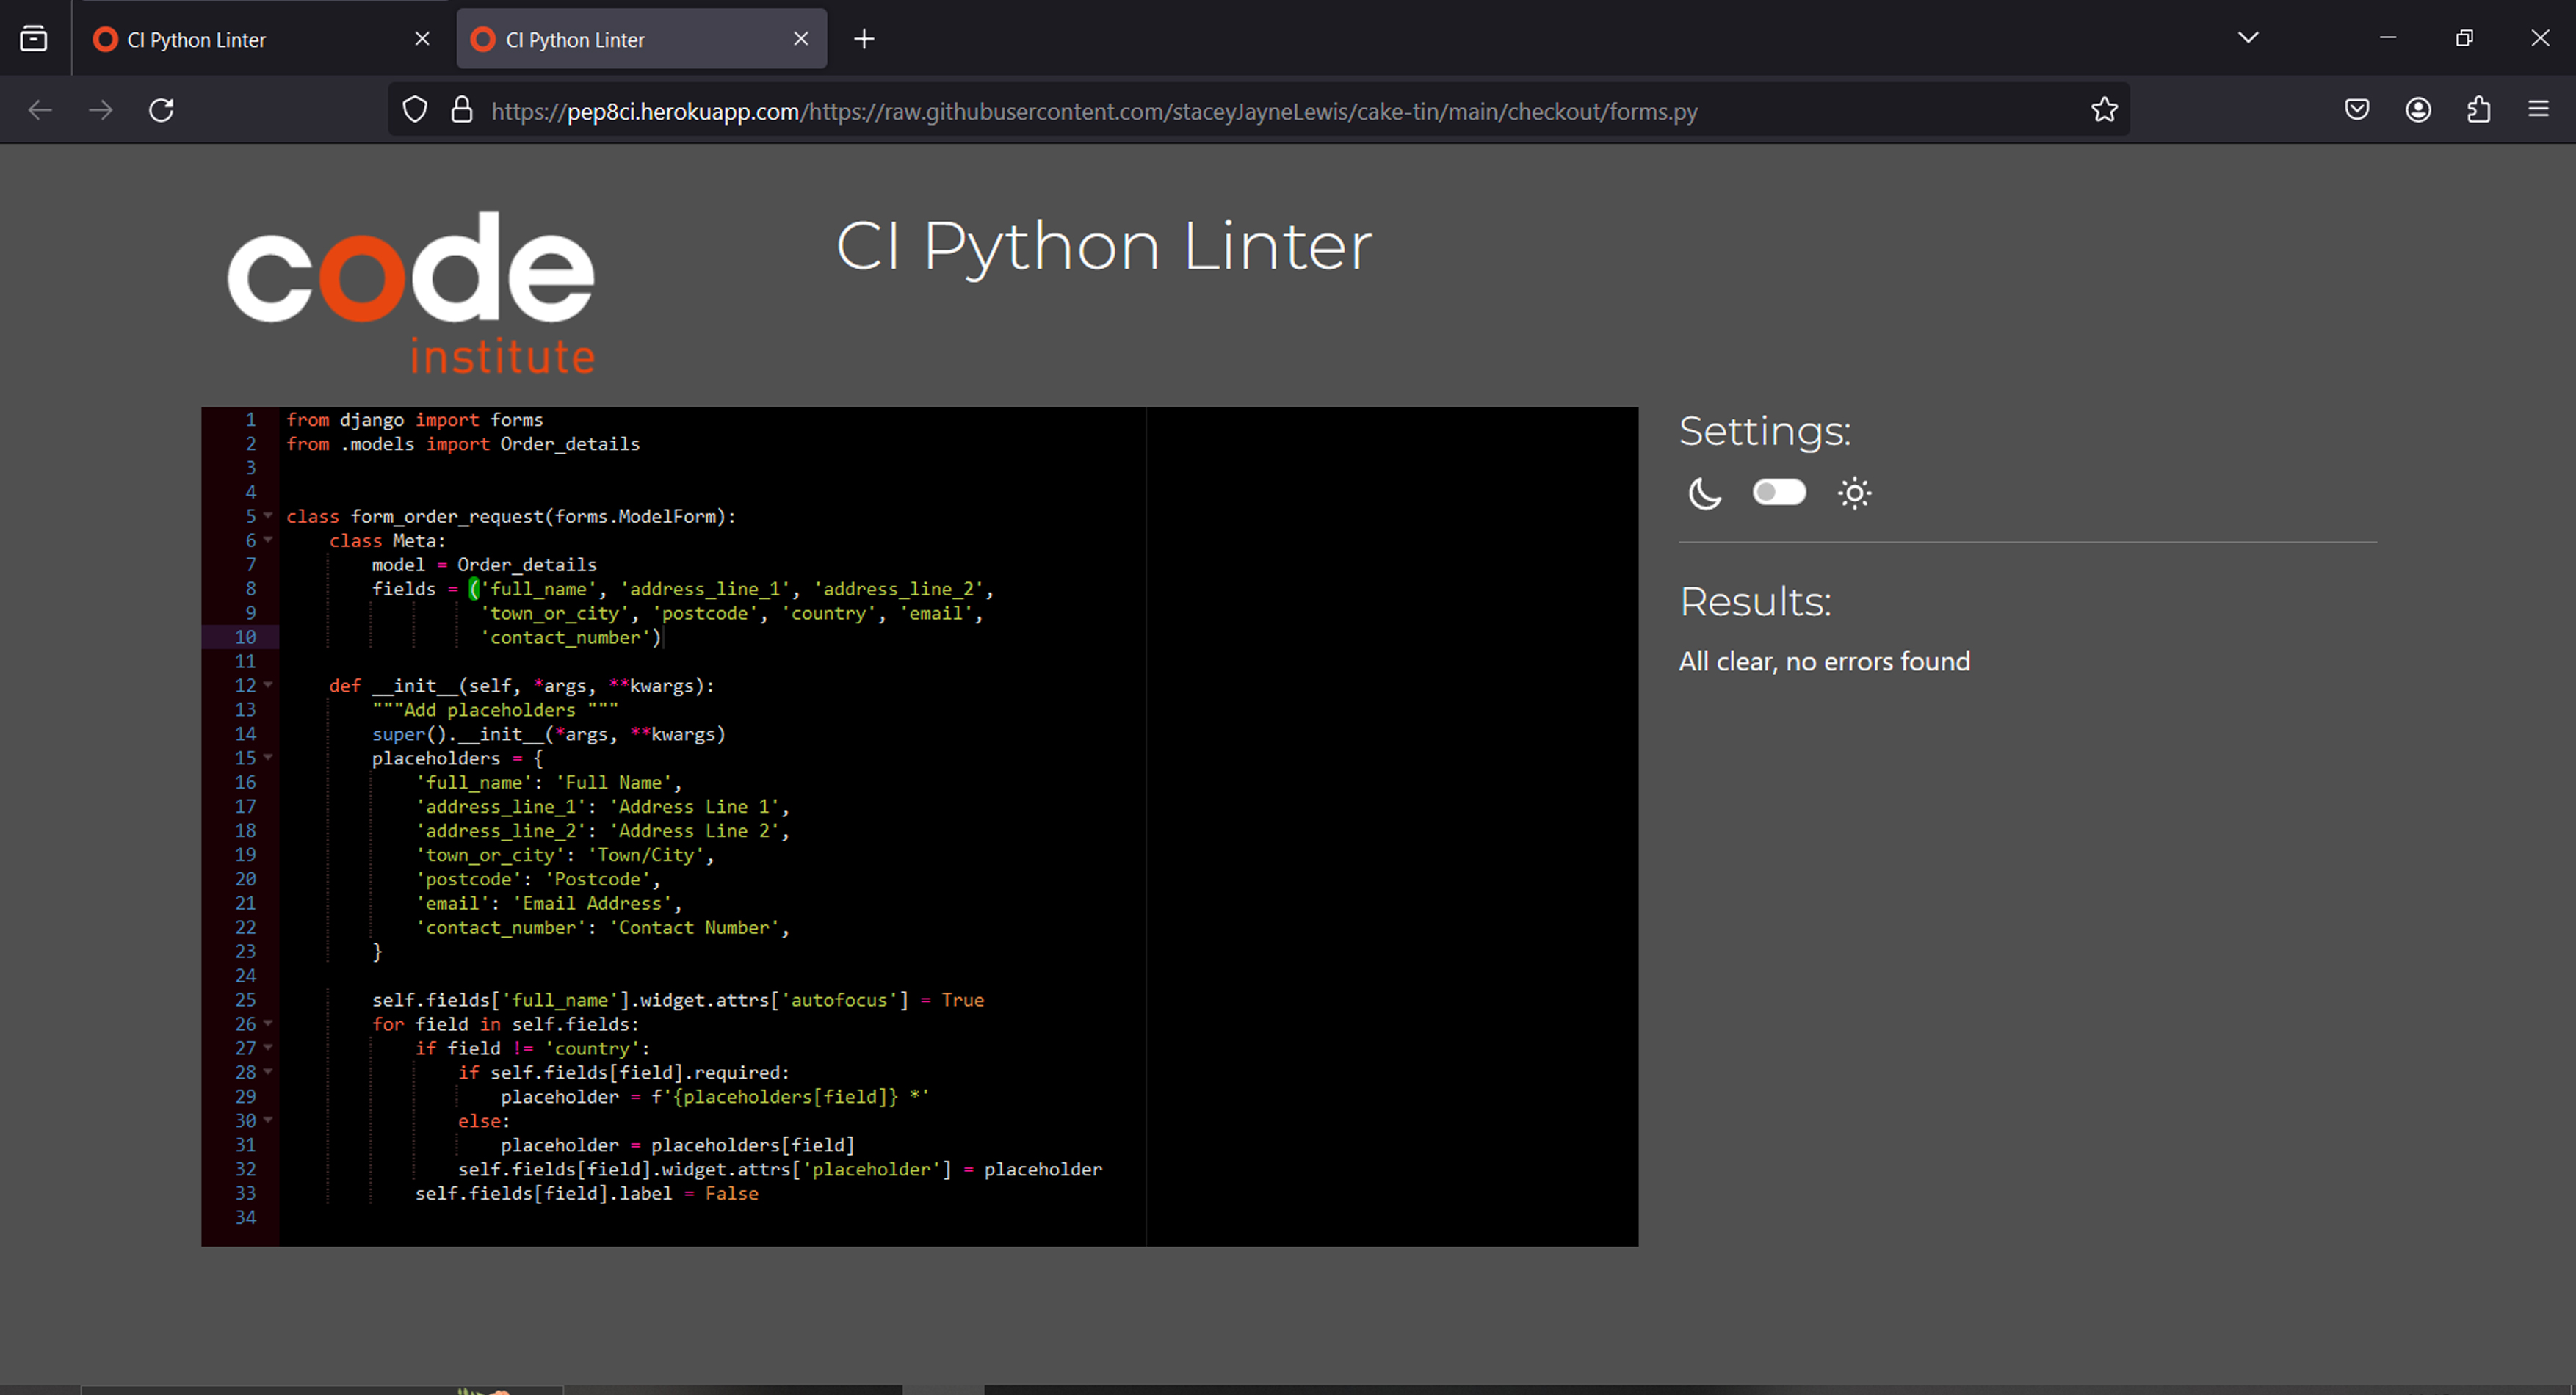 CI Python Linter
CI Python Linter
https://pep8ci.herokuapp.com/https://raw.githubusercontent.com/staceyJayneLewis/cake-tin/main/checkout/forms.py
code
institute
CI Python Linter
1 from django import forms
2 from .models import Order_details
3
4
5 class form_order_request(forms.ModelForm):
6     class Meta:
7         model = Order_details
8         fields = ('full_name', 'address_line_1', 'address_line_2',
9                   'town_or_city', 'postcode', 'country', 'email',
10                   'contact_number')
11
12     def __init__(self, *args, **kwargs):
13         """Add placeholders """
14         super().__init__(*args, **kwargs)
15         placeholders = {
16             'full_name': 'Full Name',
17             'address_line_1': 'Address Line 1',
18             'address_line_2': 'Address Line 2',
19             'town_or_city': 'Town/City',
20             'postcode': 'Postcode',
21             'email': 'Email Address',
22             'contact_number': 'Contact Number',
23         }
24
25         self.fields['full_name'].widget.attrs['autofocus'] = True
26         for field in self.fields:
27             if field != 'country':
28                 if self.fields[field].required:
29                     placeholder = f'{placeholders[field]} *'
30                 else:
31                     placeholder = placeholders[field]
32                 self.fields[field].widget.attrs['placeholder'] = placeholder
33             self.fields[field].label = False
34
Settings:
Results:
All clear, no errors found